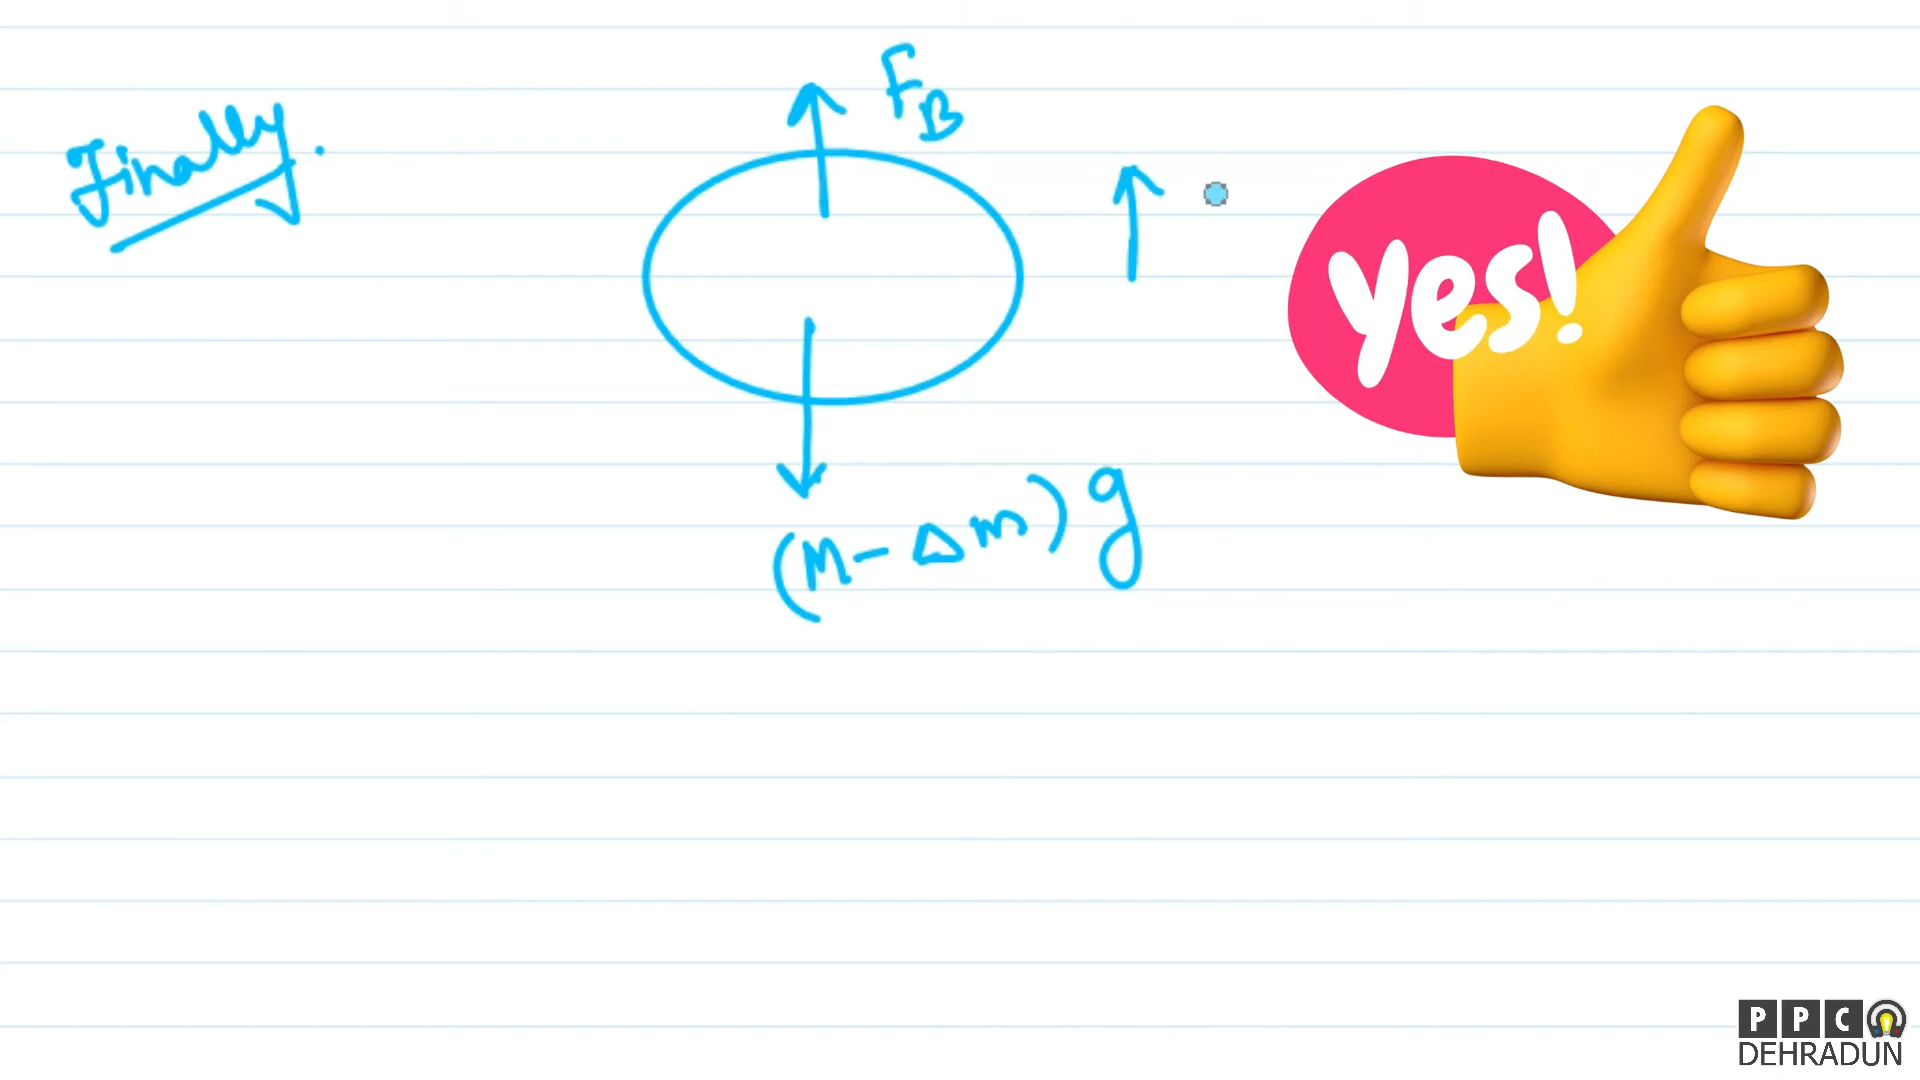 Finally.
F_B
Yes!
(M - Δm) g
PPC
DEHRADUN